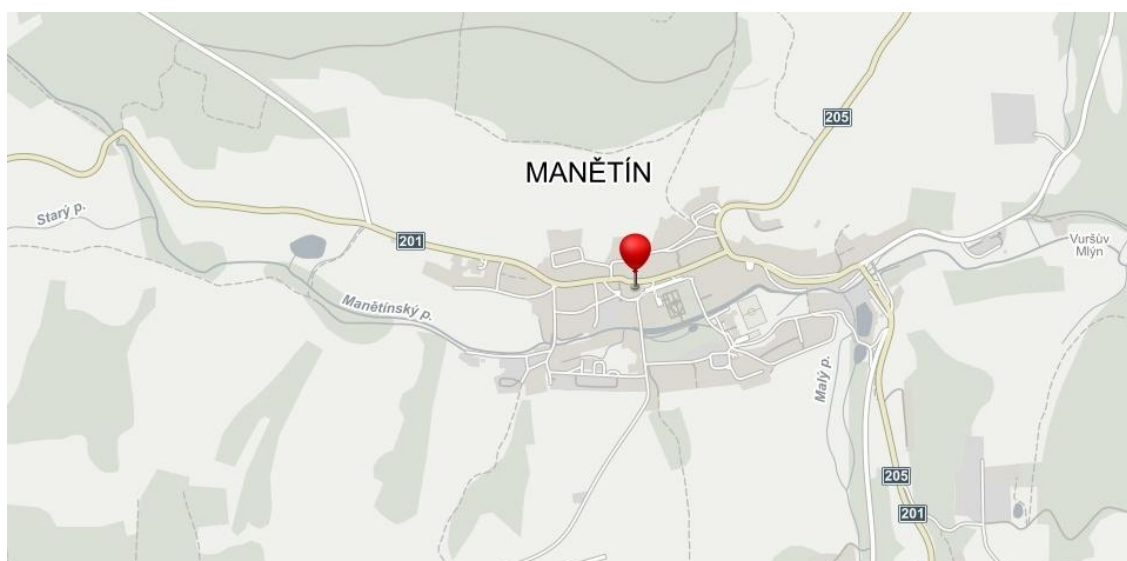 205
MANĚTÍN
Starý p.
201
Vuršův
Mlýn
Manětínský p.
Malý p.
205
201